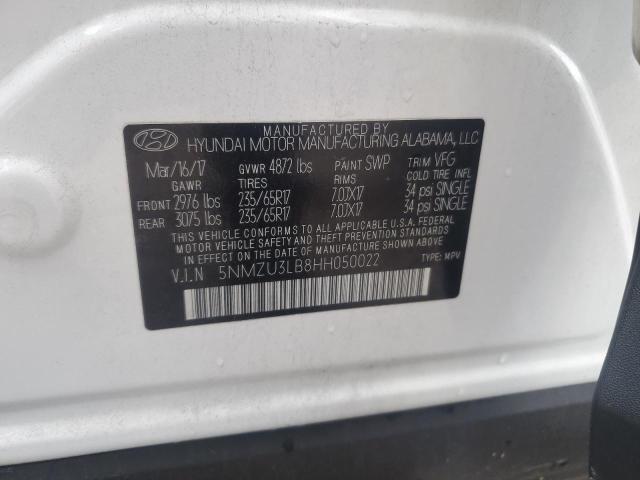 MANUFACTURED BY
HYUNDAI MOTOR MANUFACTURING ALABAMA, LLC
Mar/16/17 GVWR 4872 lbs PAINT SWP TRIM VFG
GAWR TIRES RIMS COLD TIRE INFL
FRONT 2976 lbs 235/65R17 7.0JX17 34 psi SINGLE
REAR 3075 lbs 235/65R17 7.0JX17 34 psi SINGLE
THIS VEHICLE CONFORMS TO ALL APPLICABLE U.S.A. FEDERAL
MOTOR VEHICLE SAFETY, BUMPER, AND THEFT PREVENTION STANDARDS
IN EFFECT ON THE DATE OF MANUFACTURE SHOWN ABOVE.
V.I.N 5NMZU3LB8HH050022 TYPE: MPV